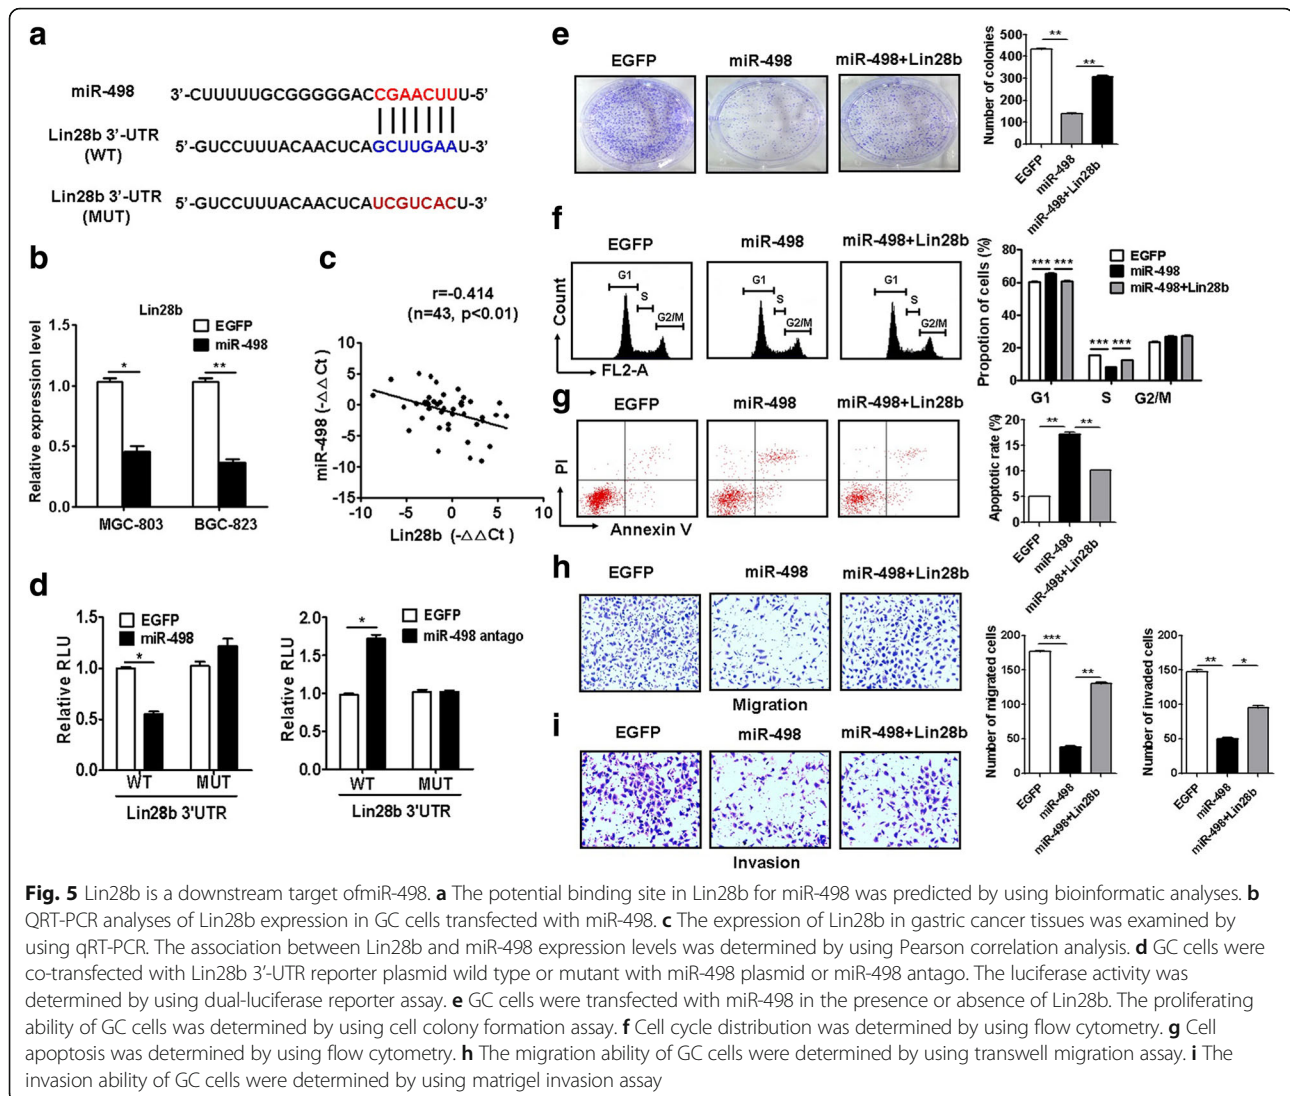 a
miR-498
3'-CUUUUUGCGGGGGACCGAACUUU-5'
Lin28b 3'-UTR
(WT)
5'-GUCCUUUACAACUCAGCUUGAAU-3'
Lin28b 3'-UTR
(MUT)
5'-GUCCUUUACAACUCAUCGUCACU-3'
b
Lin28b
EGFP
miR-498
Relative expression level
1.5
1.0
0.5
0.0
*
**
MGC-803
BGC-823
c
r=-0.414
(n=43, p<0.01)
miR-498 (-△△Ct)
15
10
5
0
-5
-10
-15
-10
-5
0
5
10
Lin28b (-△△Ct)
d
Relative RLU
1.5
1.0
0.5
0.0
EGFP
miR-498
*
WT
MUT
Lin28b 3'UTR
Relative RLU
2.0
1.5
1.0
0.5
0.0
EGFP
miR-498 antago
*
WT
MUT
Lin28b 3'UTR
e
EGFP
miR-498
miR-498+Lin28b
Number of colonies
500
400
300
200
100
0
**
**
EGFP
miR-498
miR-498+Lin28b
f
EGFP
miR-498
miR-498+Lin28b
Count
FL2-A
G1
S
G2/M
G1
S
G2/M
G1
S
G2/M
Propotion of cells (%)
80
60
40
20
0
*** ***
*** ***
EGFP
miR-498
miR-498+Lin28b
G1
S
G2/M
g
EGFP
miR-498
miR-498+Lin28b
PI
Annexin V
Apoptotic rate (%)
20
15
10
5
0
**
**
EGFP
miR-498
miR-498+Lin28b
h
EGFP
miR-498
miR-498+Lin28b
Migration
Number of migrated cells
200
150
100
50
0
***
**
EGFP
miR-498
miR-498+Lin28b
Number of invaded cells
200
150
100
50
0
**
*
EGFP
miR-498
miR-498+Lin28b
i
EGFP
miR-498
miR-498+Lin28b
Invasion
Fig. 5 Lin28b is a downstream target ofmiR-498. a The potential binding site in Lin28b for miR-498 was predicted by using bioinformatic analyses. b
QRT-PCR analyses of Lin28b expression in GC cells transfected with miR-498. c The expression of Lin28b in gastric cancer tissues was examined by
using qRT-PCR. The association between Lin28b and miR-498 expression levels was determined by using Pearson correlation analysis. d GC cells were
co-transfected with Lin28b 3′-UTR reporter plasmid wild type or mutant with miR-498 plasmid or miR-498 antago. The luciferase activity was
determined by using dual-luciferase reporter assay. e GC cells were transfected with miR-498 in the presence or absence of Lin28b. The proliferating
ability of GC cells was determined by using cell colony formation assay. f Cell cycle distribution was determined by using flow cytometry. g Cell
apoptosis was determined by using flow cytometry. h The migration ability of GC cells were determined by using transwell migration assay. i The
invasion ability of GC cells were determined by using matrigel invasion assay